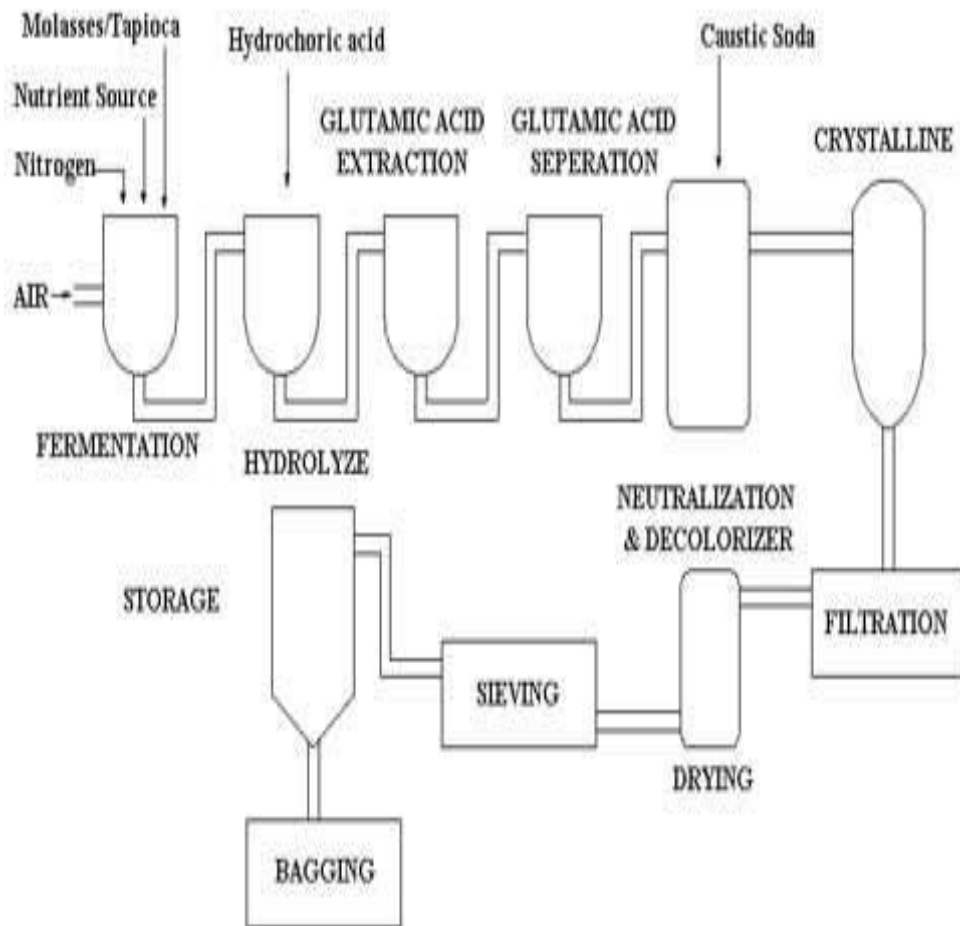 Molasses/Tapioca
Nutrient Source
Nitrogen
AIR
Hydrochoric acid
GLUTAMIC ACID
EXTRACTION
GLUTAMIC ACID
SEPERATION
Caustic Soda
CRYSTALLINE
FERMENTATION
HYDROLYZE
NEUTRALIZATION
& DECOLORIZER
STORAGE
SIEVING
FILTRATION
DRYING
BAGGING